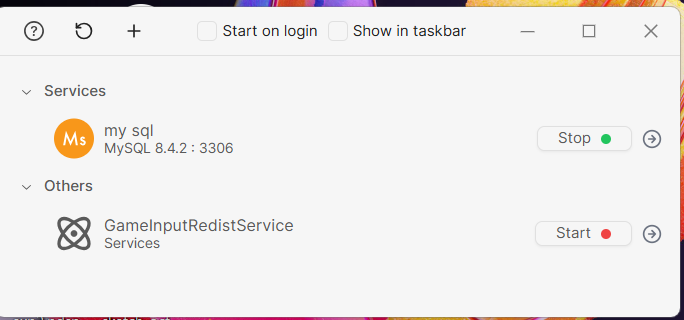 Start on login
Show in taskbar
Services
Ms
my sql
MySQL 8.4.2 : 3306
Stop
Others
GameInputRedistService
Services
Start